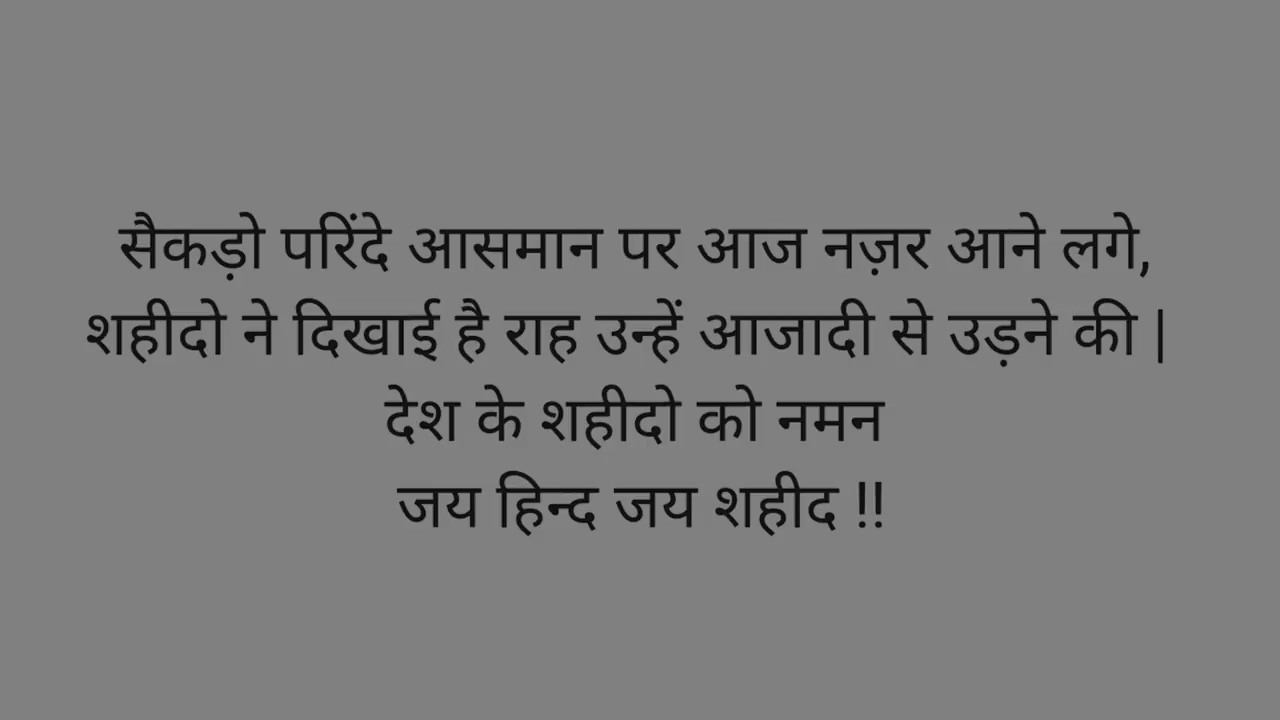 सैकड़ो परिंदे आसमान पर आज नज़र आने लगे,
शहीदो ने दिखाई है राह उन्हें आजादी से उड़ने की |
देश के शहीदो को नमन
जय हिन्द जय शहीद !!